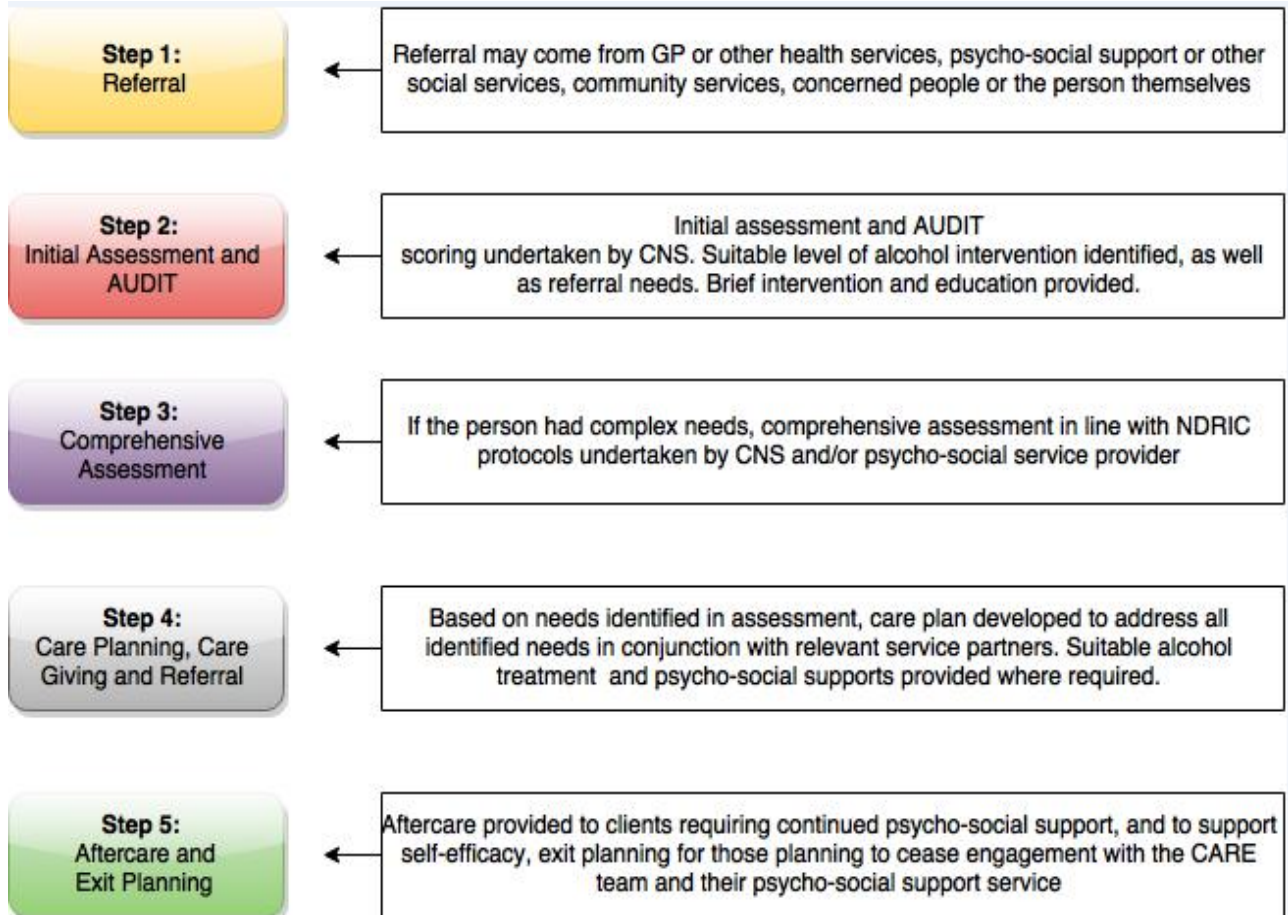 Step 1:
Referral
Referral may come from GP or other health services, psycho-social support or other
social services, community services, concerned people or the person themselves
Step 2:
Initial Assessment and
AUDIT
Initial assessment and AUDIT
scoring undertaken by CNS. Suitable level of alcohol intervention identified, as well
as referral needs. Brief intervention and education provided.
Step 3:
Comprehensive
Assessment
If the person had complex needs, comprehensive assessment in line with NDRIC
protocols undertaken by CNS and/or psycho-social service provider
Step 4:
Care Planning, Care
Giving and Referral
Based on needs identified in assessment, care plan developed to address all
identified needs in conjunction with relevant service partners. Suitable alcohol
treatment and psycho-social supports provided where required.
Step 5:
Aftercare and
Exit Planning
Aftercare provided to clients requiring continued psycho-social support, and to support
self-efficacy, exit planning for those planning to cease engagement with the CARE
team and their psycho-social support service